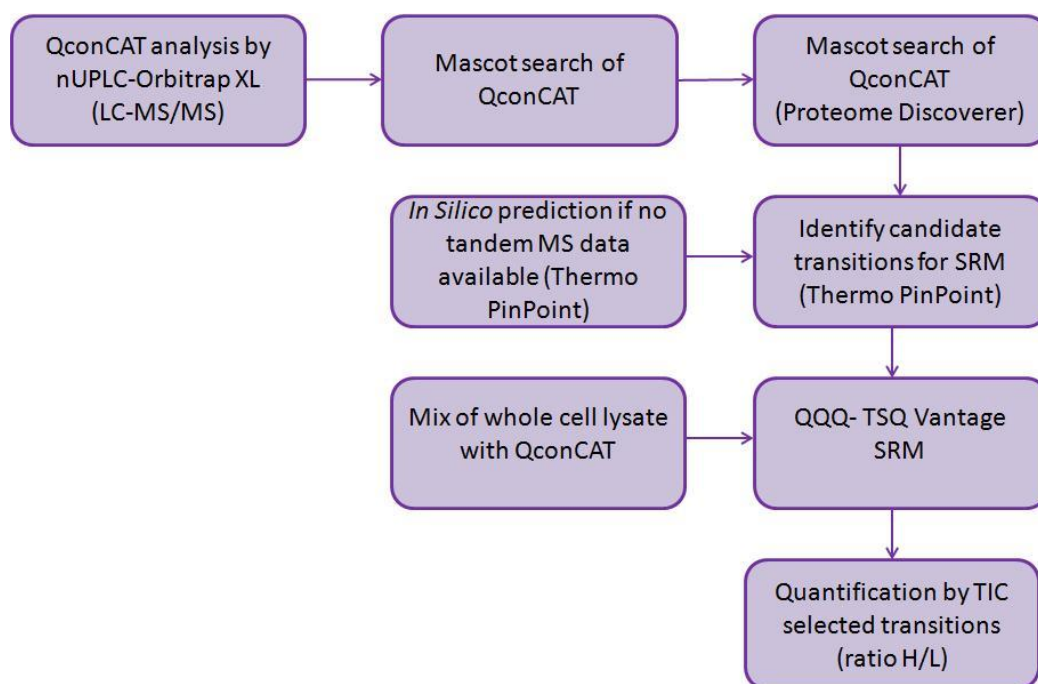 QconCAT analysis by
nUPLC-Orbitrap XL
(LC-MS/MS)
Mascot search of
QconCAT
Mascot search of
QconCAT
(Proteome Discoverer)
In Silico prediction if no
tandem MS data
available (Thermo
PinPoint)
Identify candidate
transitions for SRM
(Thermo PinPoint)
Mix of whole cell lysate
with QconCAT
QQQ- TSQ Vantage
SRM
Quantification by TIC
selected transitions
(ratio H/L)